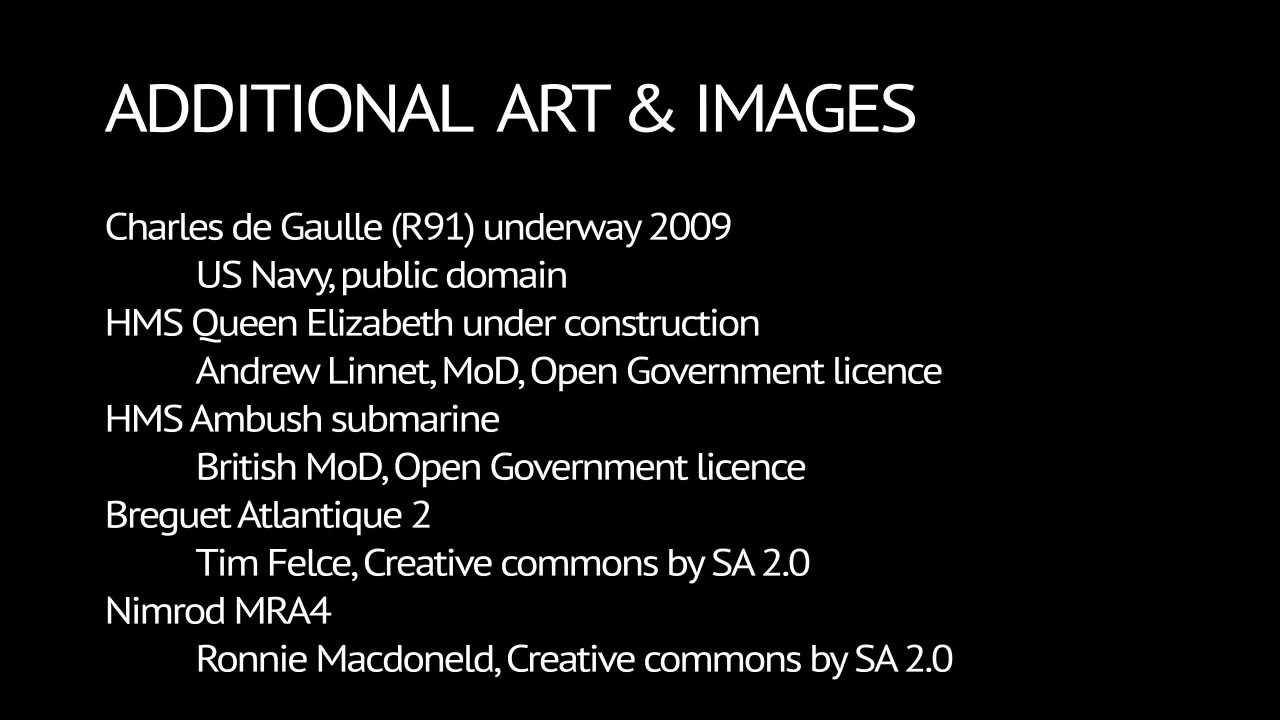 ADDITIONAL ART & IMAGES
Charles de Gaulle (R91) underway 2009
US Navy, public domain
HMS Queen Elizabeth under construction
Andrew Linnet, MoD, Open Government licence
HMS Ambush submarine
British MoD, Open Government licence
Breguet Atlantique 2
Tim Felce, Creative commons by SA 2.0
Nimrod MRA4
Ronnie Macdoneld, Creative commons by SA 2.0